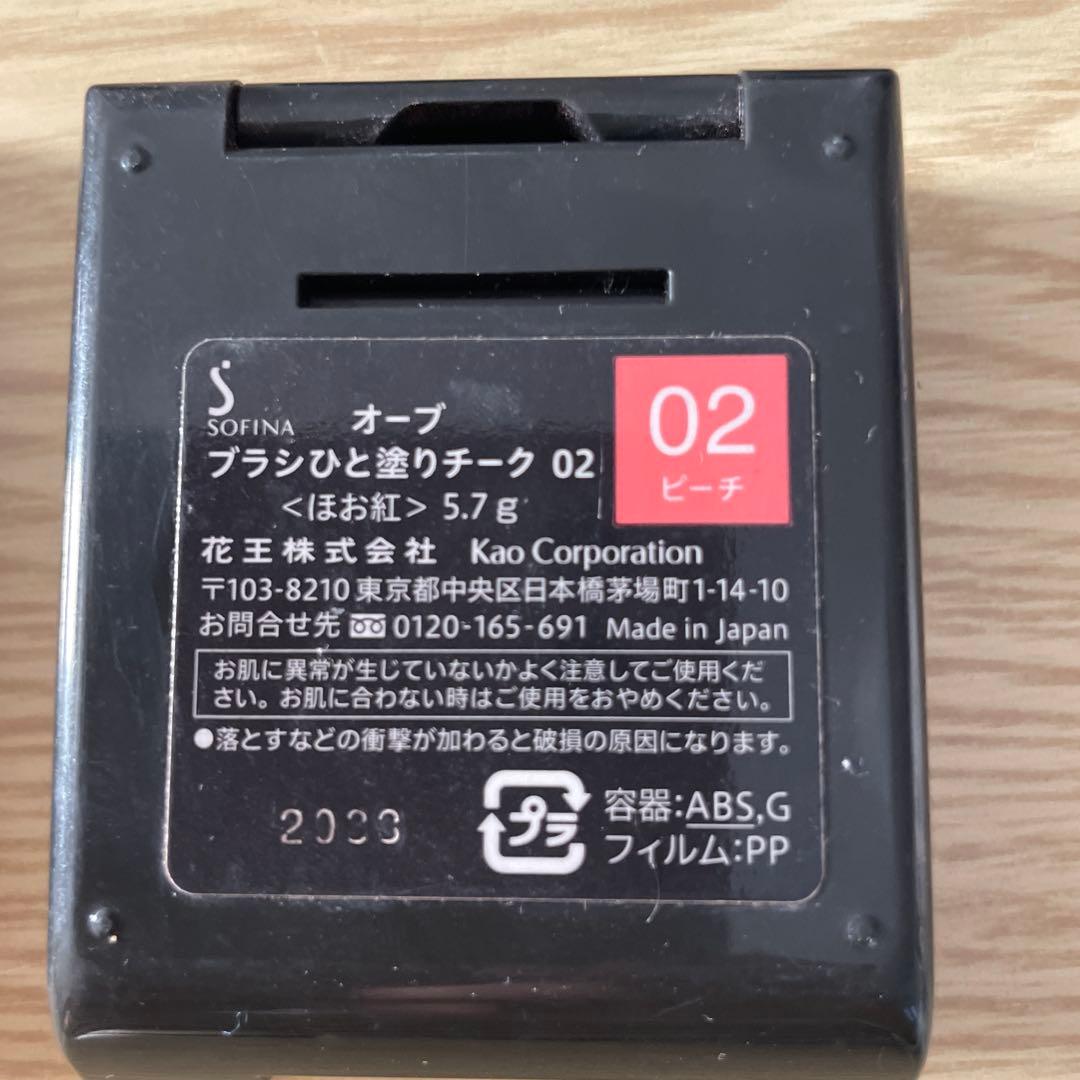 SOFINA オーブ
ブラシひと塗りチーク 02
＜ほお紅＞ 5.7g
02
ピーチ
花王株式会社 Kao Corporation
〒103-8210 東京都中央区日本橋茅場町1-14-10
お問合せ先 0120-165-691 Made in Japan
お肌に異常が生じていないかよく注意してご使用くだ
さい。お肌に合わない時はご使用をおやめください。
●落とすなどの衝撃が加わると破損の原因になります。
プラ
容器:ABS,G
フィルム:PP